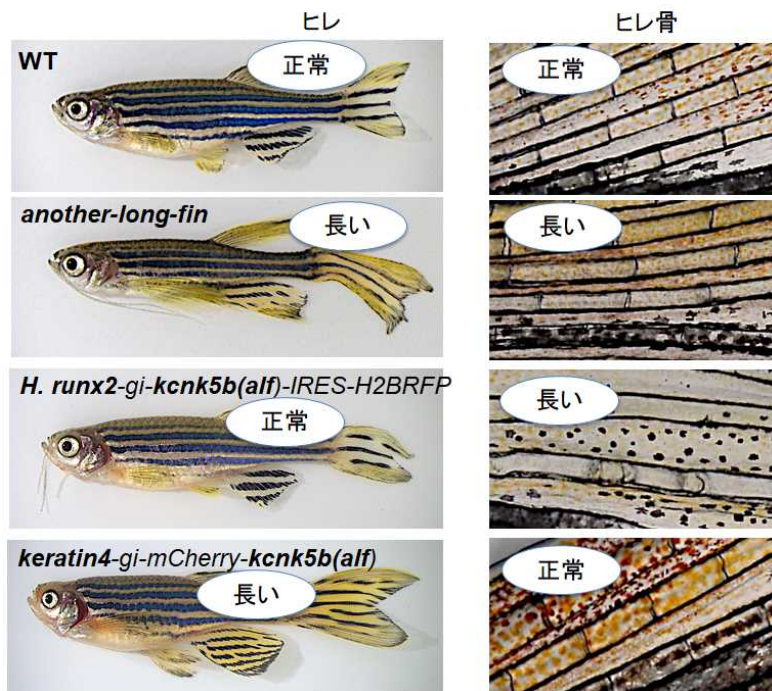 ヒレ
ヒレ骨
WT
正常
正常
another-long-fin
長い
長い
H. runx2-gi-kcnk5b(alf)-IRES-H2BRFP
正常
長い
keratin4-gi-mCherry-kcnk5b(alf)
長い
正常